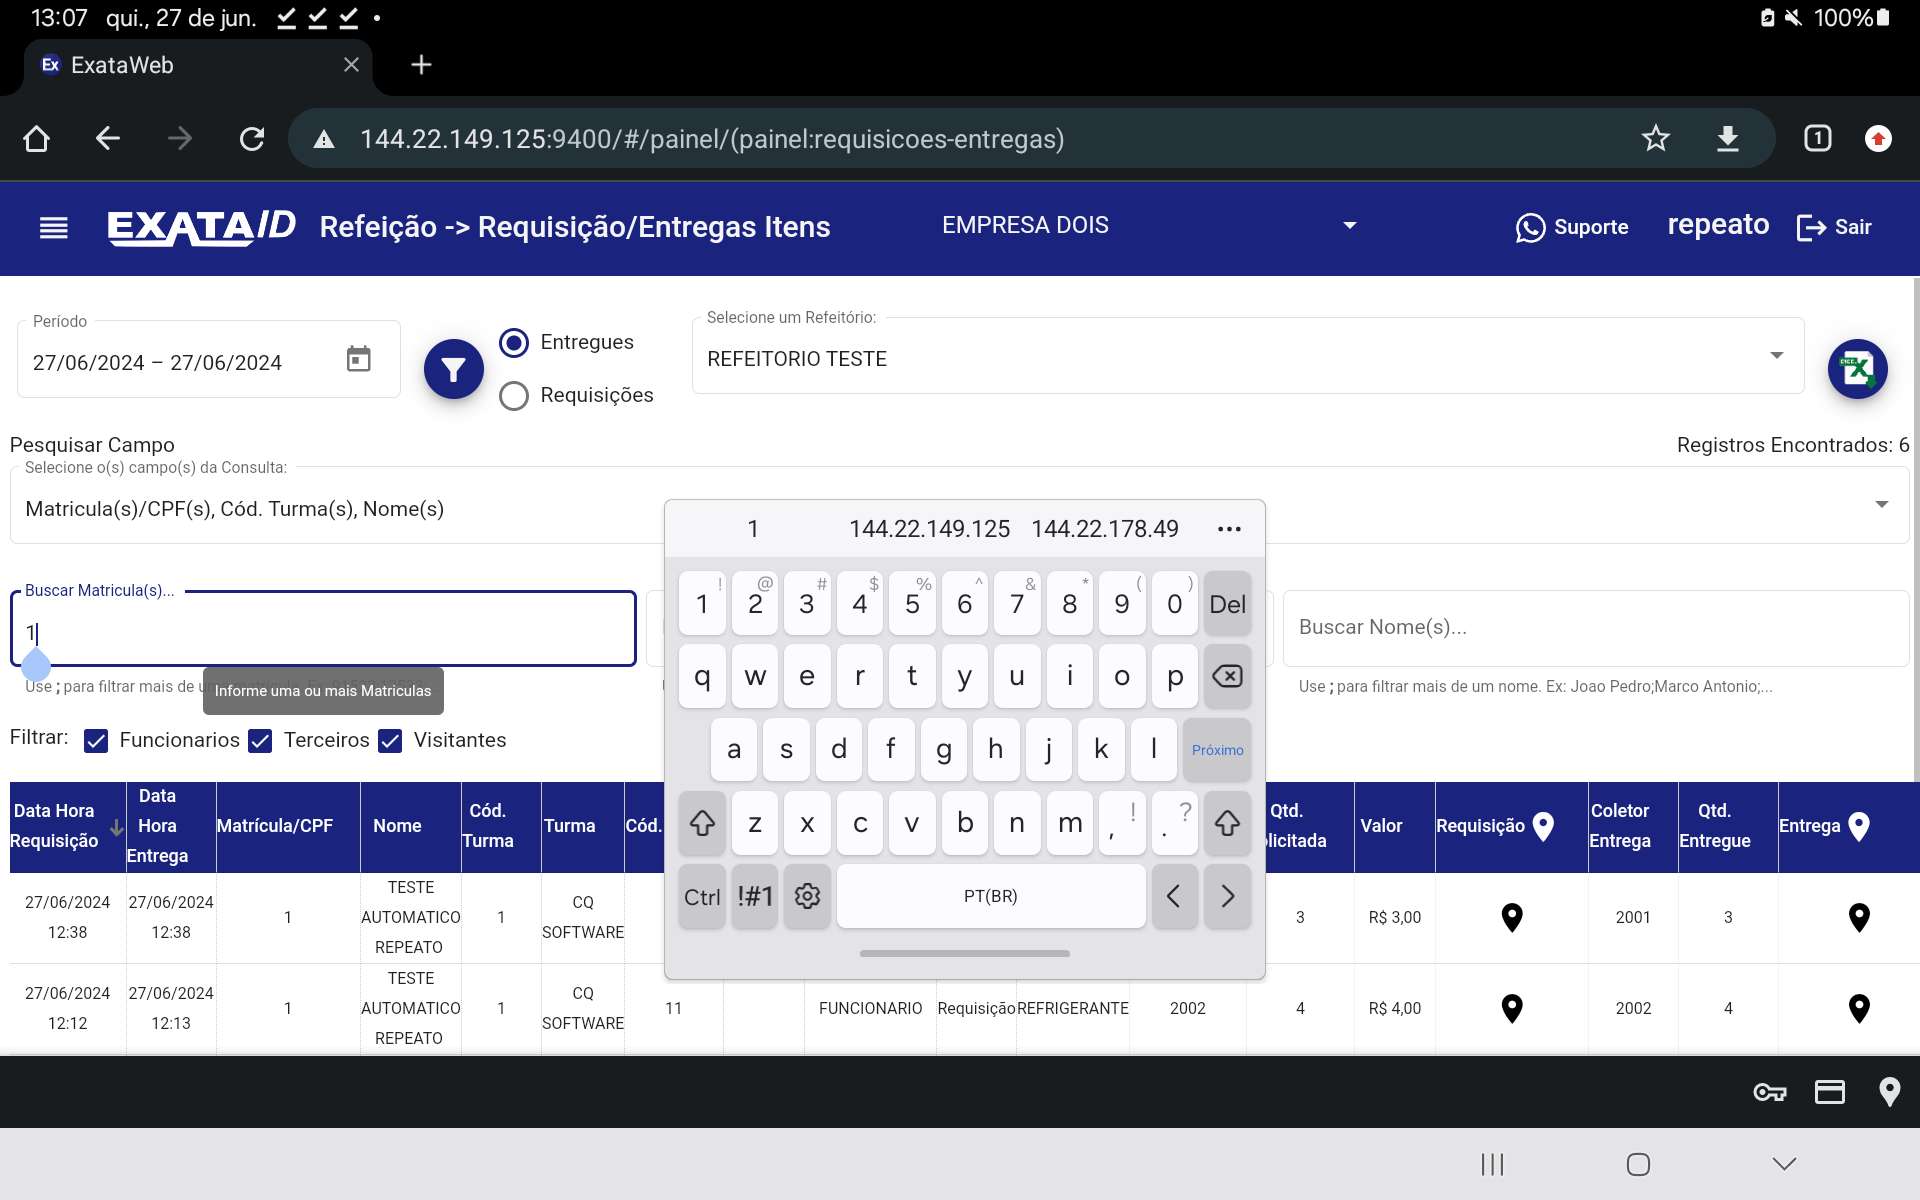 13:07 qui., 27 de jun.
100%
Ex ExataWeb
144.22.149.125:9400/#/painel/(painel:requisicoes-entregas)
1
EXATA/ID Refeição -> Requisição/Entregas Itens EMPRESA DOIS Suporte repeato Sair
Período
27/06/2024 – 27/06/2024
Entregues
Requisições
Selecione um Refeitório:
REFEITORIO TESTE
Pesquisar Campo
Registros Encontrados: 6
Selecione o(s) campo(s) da Consulta:
Matricula(s)/CPF(s), Cód. Turma(s), Nome(s)
Buscar Matricula(s)...
1
Buscar Nome(s)...
Use ; para filtrar mais de u
Informe uma ou mais Matriculas
Use ; para filtrar mais de um nome. Ex: Joao Pedro;Marco Antonio;...
1 144.22.149.125 144.22.178.49 ...
! @ # $ % ^ & * ( )
1 2 3 4 5 6 7 8 9 0 Del
q w e r t y u i o p
a s d f g h j k l Próximo
z x c v b n m , ! . ?
Ctrl !#1 PT(BR) < >
Filtrar: Funcionarios Terceiros Visitantes
Data Hora Requisição
Data Hora Entrega
Matrícula/CPF
Nome
Cód. Turma
Turma
Cód.
Qtd. licitada
Valor
Requisição
Coletor Entrega
Qtd. Entregue
Entrega
27/06/2024 12:38
27/06/2024 12:38
1
TESTE AUTOMATICO REPEATO
1
CQ SOFTWARE
3
R$ 3,00
2001
3
27/06/2024 12:12
27/06/2024 12:13
1
TESTE AUTOMATICO REPEATO
1
CQ SOFTWARE
11
FUNCIONARIO
Requisição
REFRIGERANTE
2002
4
R$ 4,00
2002
4